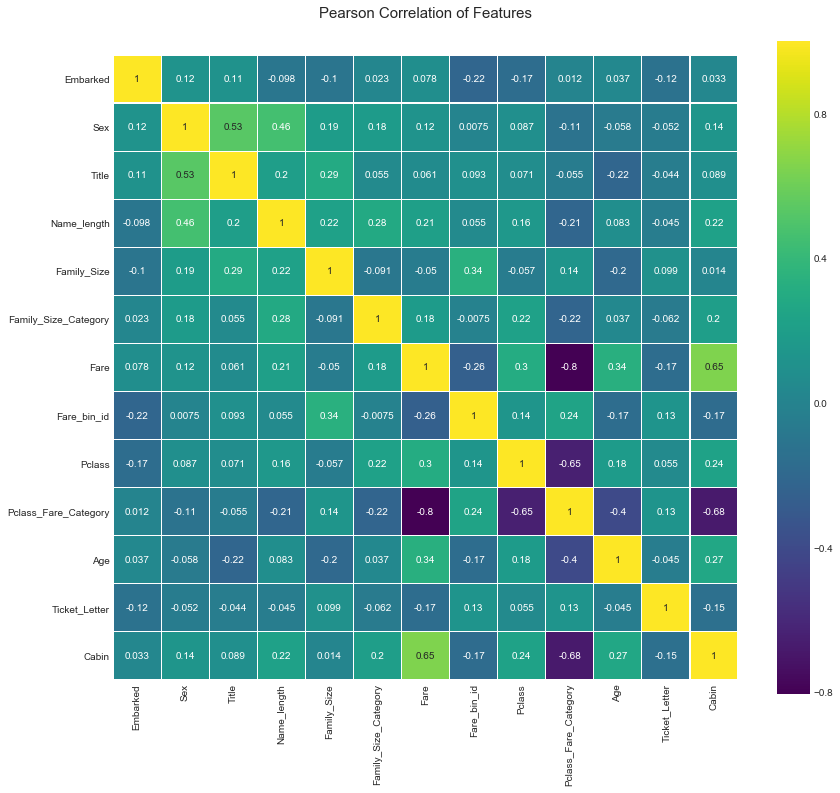 Pearson Correlation of Features
Embarked 1 0.12 0.11 -0.098 -0.1 0.023 0.078 -0.22 -0.17 0.012 0.037 -0.12 0.033
Sex 0.12 1 0.53 0.46 0.19 0.18 0.12 0.0075 0.087 -0.11 -0.058 -0.052 0.14
Title 0.11 0.53 1 0.2 0.29 0.055 0.061 0.093 0.071 -0.055 -0.22 -0.044 0.089
Name_length -0.098 0.46 0.2 1 0.22 0.28 0.21 0.055 0.16 -0.21 0.083 -0.045 0.22
Family_Size -0.1 0.19 0.29 0.22 1 -0.091 -0.05 0.34 -0.057 0.14 -0.2 0.099 0.014
Family_Size_Category 0.023 0.18 0.055 0.28 -0.091 1 0.18 -0.0075 0.22 -0.22 0.037 -0.062 0.2
Fare 0.078 0.12 0.061 0.21 -0.05 0.18 1 -0.26 0.3 -0.8 0.34 -0.17 0.65
Fare_bin_id -0.22 0.0075 0.093 0.055 0.34 -0.0075 -0.26 1 0.14 0.24 -0.17 0.13 -0.17
Pclass -0.17 0.087 0.071 0.16 -0.057 0.22 0.3 0.14 1 -0.65 0.18 0.055 0.24
Pclass_Fare_Category 0.012 -0.11 -0.055 -0.21 0.14 -0.22 -0.8 0.24 -0.65 1 -0.4 0.13 -0.68
Age 0.037 -0.058 -0.22 0.083 -0.2 0.037 0.34 -0.17 0.18 -0.4 1 -0.045 0.27
Ticket_Letter -0.12 -0.052 -0.044 -0.045 0.099 -0.062 -0.17 0.13 0.055 0.13 -0.045 1 -0.15
Cabin 0.033 0.14 0.089 0.22 0.014 0.2 0.65 -0.17 0.24 -0.68 0.27 -0.15 1
Embarked Sex Title Name_length Family_Size Family_Size_Category Fare Fare_bin_id Pclass Pclass_Fare_Category Age Ticket_Letter Cabin
0.8
0.4
0.0
−0.4
−0.8